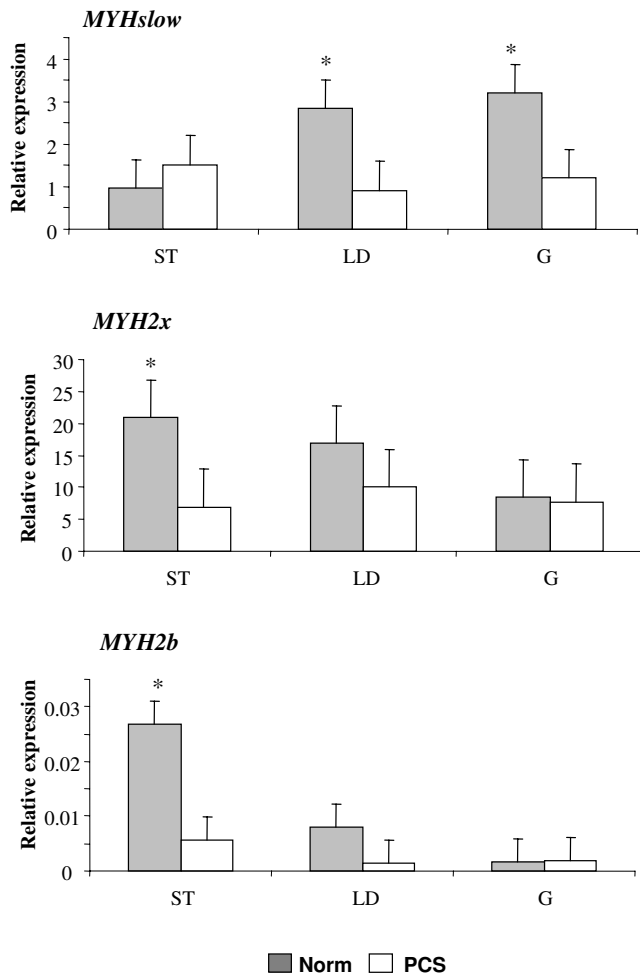 MYHslow
Relative expression
4
3
2
1
0
*
*
ST LD G
MYH2x
Relative expression
30
25
20
15
10
5
0
*
ST LD G
MYH2b
Relative expression
0.03
0.02
0.01
0
*
ST LD G
Norm PCS